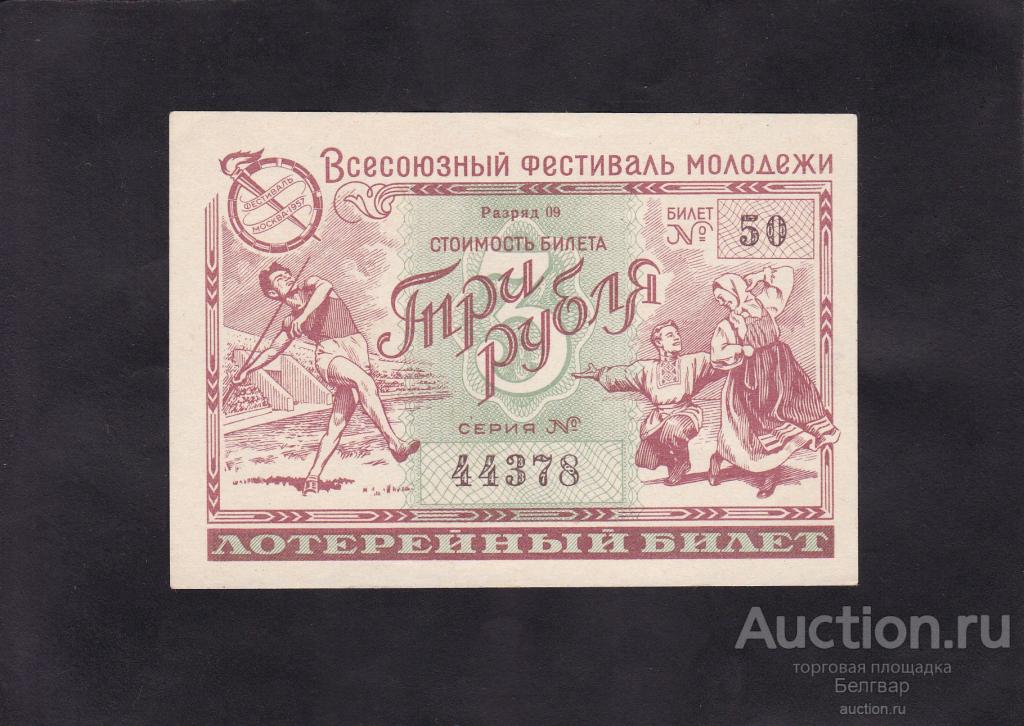 Всесоюзный фестиваль молодежи
ФЕСТИВАЛЬ
МОСКВА-1957
Разряд 09
СТОИМОСТЬ БИЛЕТА
Три
рубля
3
БИЛЕТ
№
50
СЕРИЯ №
44378
ЛОТЕРЕЙНЫЙ БИЛЕТ
Auction.ru
торговая площадка
Белгвар
auction.ru